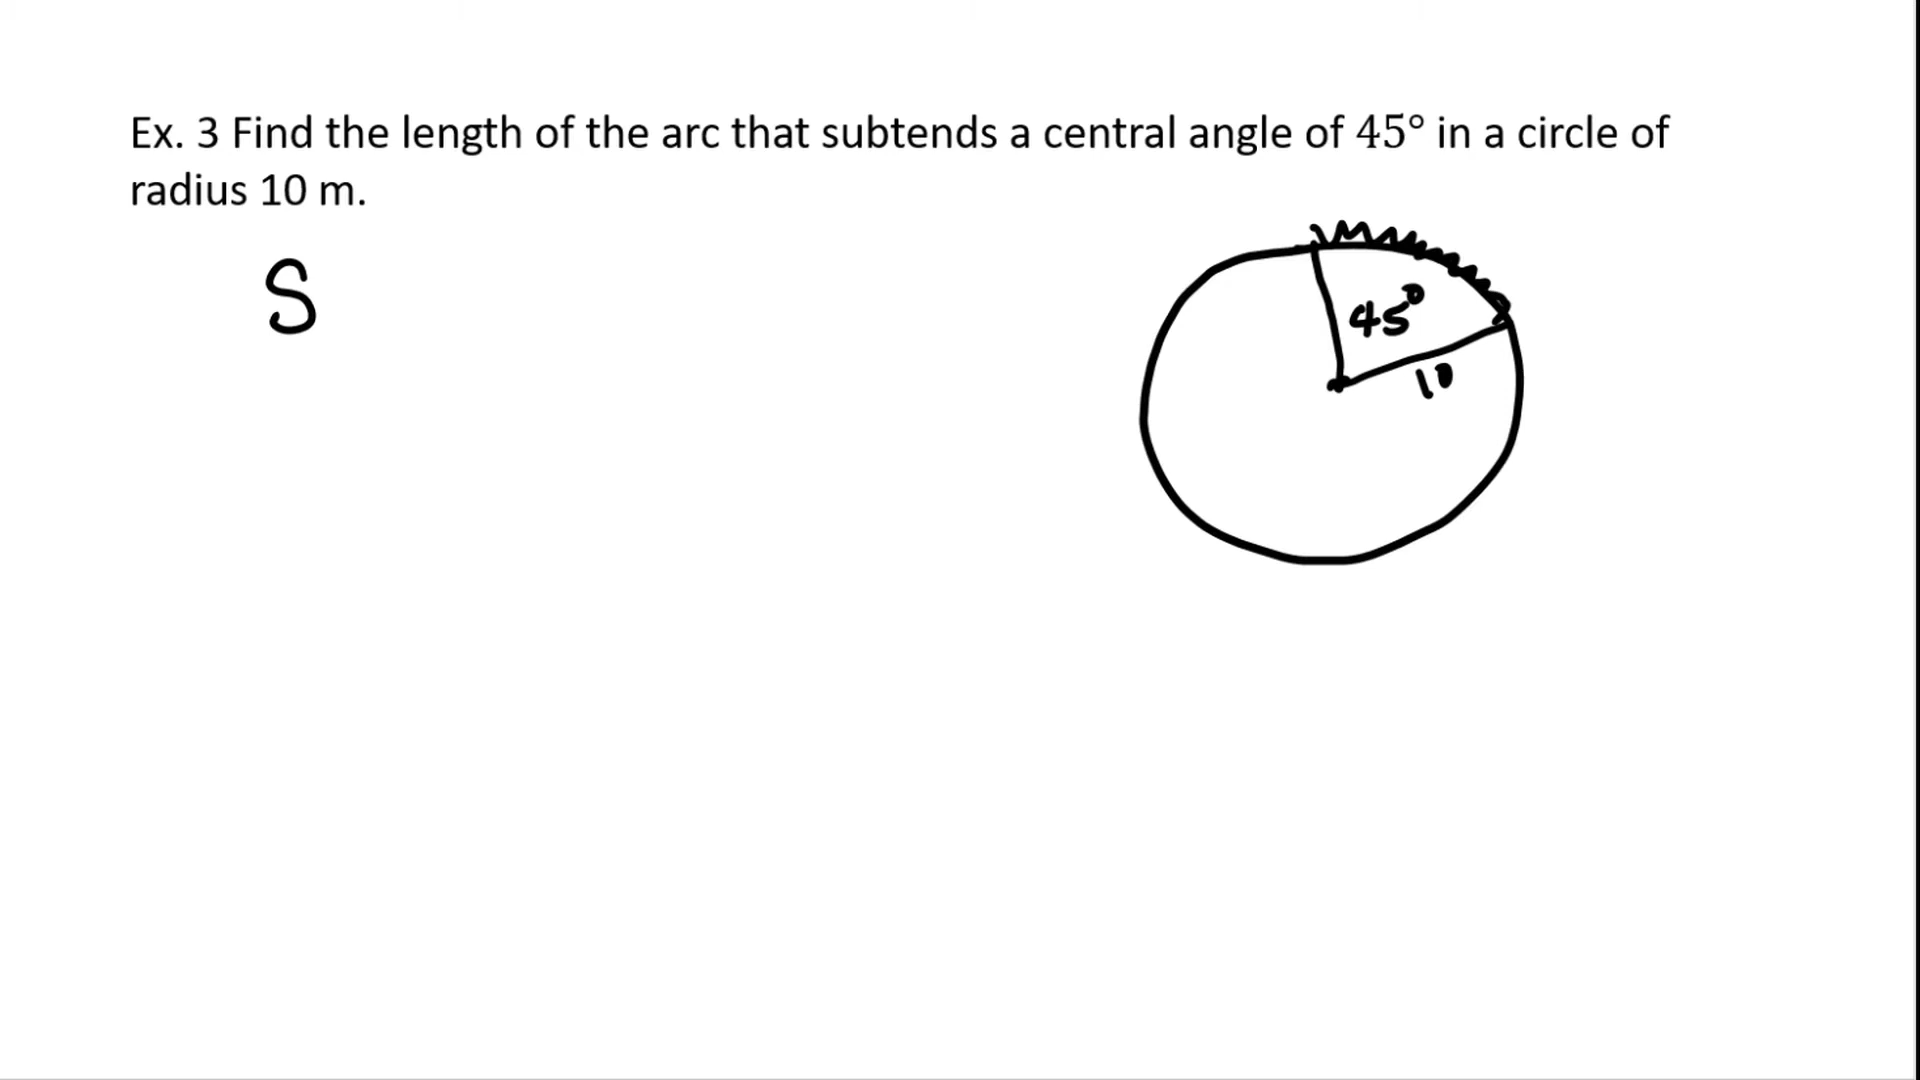 Ex. 3 Find the length of the arc that subtends a central angle of 45° in a circle of
radius 10 m.
S
45°
10